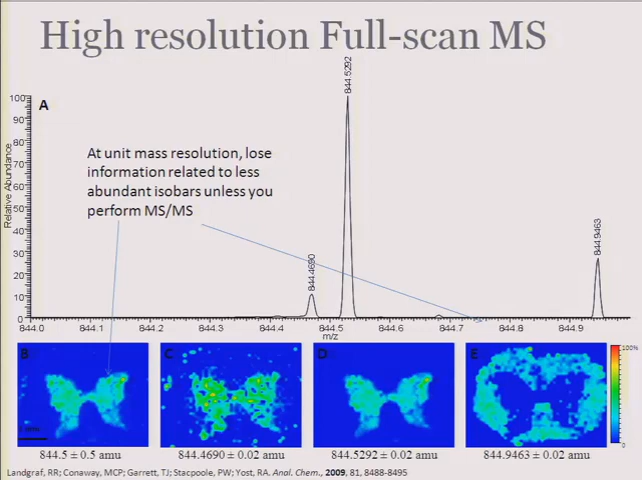 High resolution Full-scan MS
844.5292
A
100
90
80
70
60
50
40
30
20
10
0
Relative Abundance
At unit mass resolution, lose
information related to less
abundant isobars unless you
perform MS/MS
844.4690
844.9463
844.0 844.1 844.2 844.3 844.4 844.5 844.6 844.7 844.8 844.9
m/z
B C D E
100%
0
844.5 ± 0.5 amu 844.4690 ± 0.02 amu 844.5292 ± 0.02 amu 844.9463 ± 0.02 amu
Landgraf, RR; Conaway, MCP; Garrett, TJ; Stacpoole, PW; Yost, RA. Anal. Chem., 2009, 81, 8488-8495